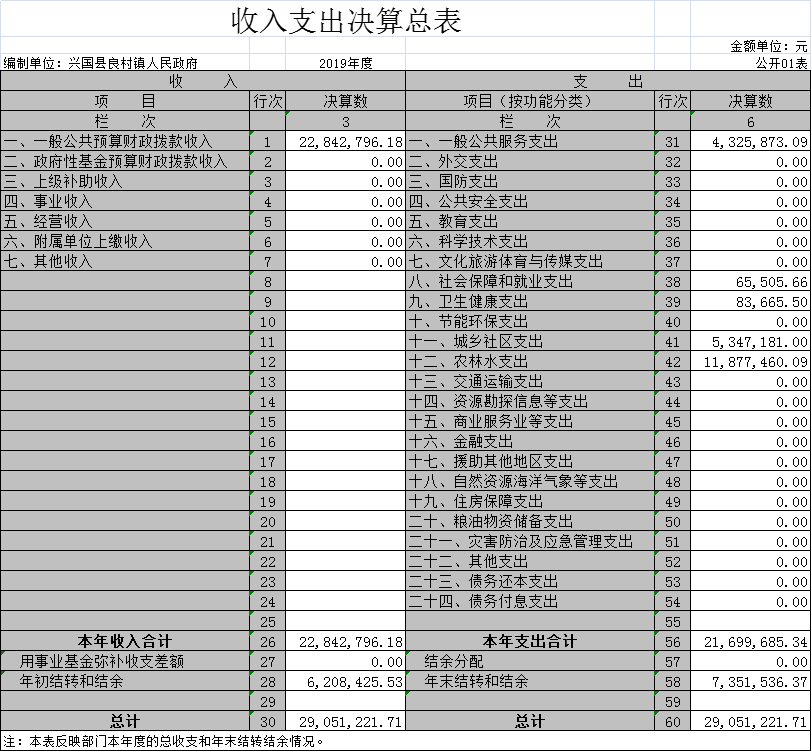 收入支出决算总表
金额单位：元
编制单位：兴国县良村镇人民政府 2019年度 公开01表
收 入 支 出
项 目 行次 决算数 项目（按功能分类） 行次 决算数
栏 次 3 栏 次 6
一、一般公共预算财政拨款收入 1 22,842,796.18 一、一般公共服务支出 31 4,325,873.09
二、政府性基金预算财政拨款收入 2 0.00 二、外交支出 32 0.00
三、上级补助收入 3 0.00 三、国防支出 33 0.00
四、事业收入 4 0.00 四、公共安全支出 34 0.00
五、经营收入 5 0.00 五、教育支出 35 0.00
六、附属单位上缴收入 6 0.00 六、科学技术支出 36 0.00
七、其他收入 7 0.00 七、文化旅游体育与传媒支出 37 0.00
8 八、社会保障和就业支出 38 65,505.66
9 九、卫生健康支出 39 83,665.50
10 十、节能环保支出 40 0.00
11 十一、城乡社区支出 41 5,347,181.00
12 十二、农林水支出 42 11,877,460.09
13 十三、交通运输支出 43 0.00
14 十四、资源勘探信息等支出 44 0.00
15 十五、商业服务业等支出 45 0.00
16 十六、金融支出 46 0.00
17 十七、援助其他地区支出 47 0.00
18 十八、自然资源海洋气象等支出 48 0.00
19 十九、住房保障支出 49 0.00
20 二十、粮油物资储备支出 50 0.00
21 二十一、灾害防治及应急管理支出 51 0.00
22 二十二、其他支出 52 0.00
23 二十三、债务还本支出 53 0.00
24 二十四、债务付息支出 54 0.00
25 55
本年收入合计 26 22,842,796.18 本年支出合计 56 21,699,685.34
用事业基金弥补收支差额 27 0.00 结余分配 57 0.00
年初结转和结余 28 6,208,425.53 年末结转和结余 58 7,351,536.37
29 59
总计 30 29,051,221.71 总计 60 29,051,221.71
注：本表反映部门本年度的总收支和年末结转结余情况。